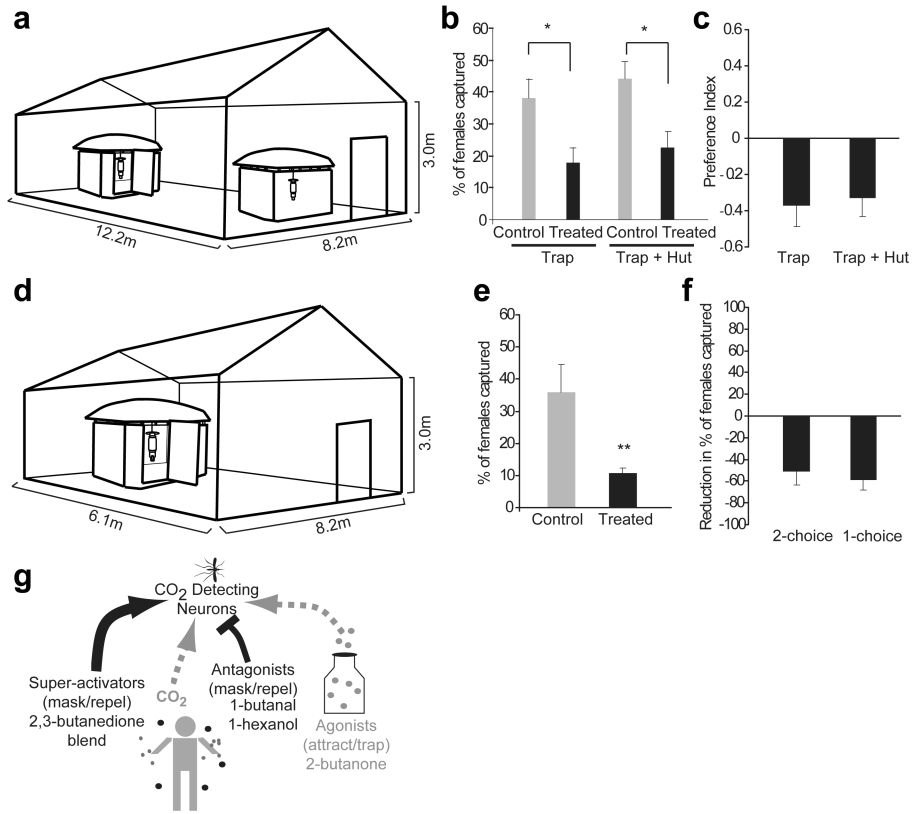 a
3.0m
12.2m
8.2m
b
% of females captured
60
50
40
30
20
10
0
*
*
Control Treated
Control Treated
Trap
Trap + Hut
c
Preference Index
0.6
0.4
0.2
0
-02
-0.4
-0.6
Trap
Trap + Hut
d
3.0m
6.1m
8.2m
e
% of females captured
60
50
40
30
20
10
0
**
Control
Treated
f
Reduction in % of females captured
100
80
60
40
20
0
-20
-40
-60
-80
-100
2-choice
1-choice
g
CO2 Detecting
Neurons
Super-activators
(mask/repel)
2,3-butanedione
blend
CO2
Antagonists
(mask/repel)
1-butanal
1-hexanol
Agonists
(attract/trap)
2-butanone